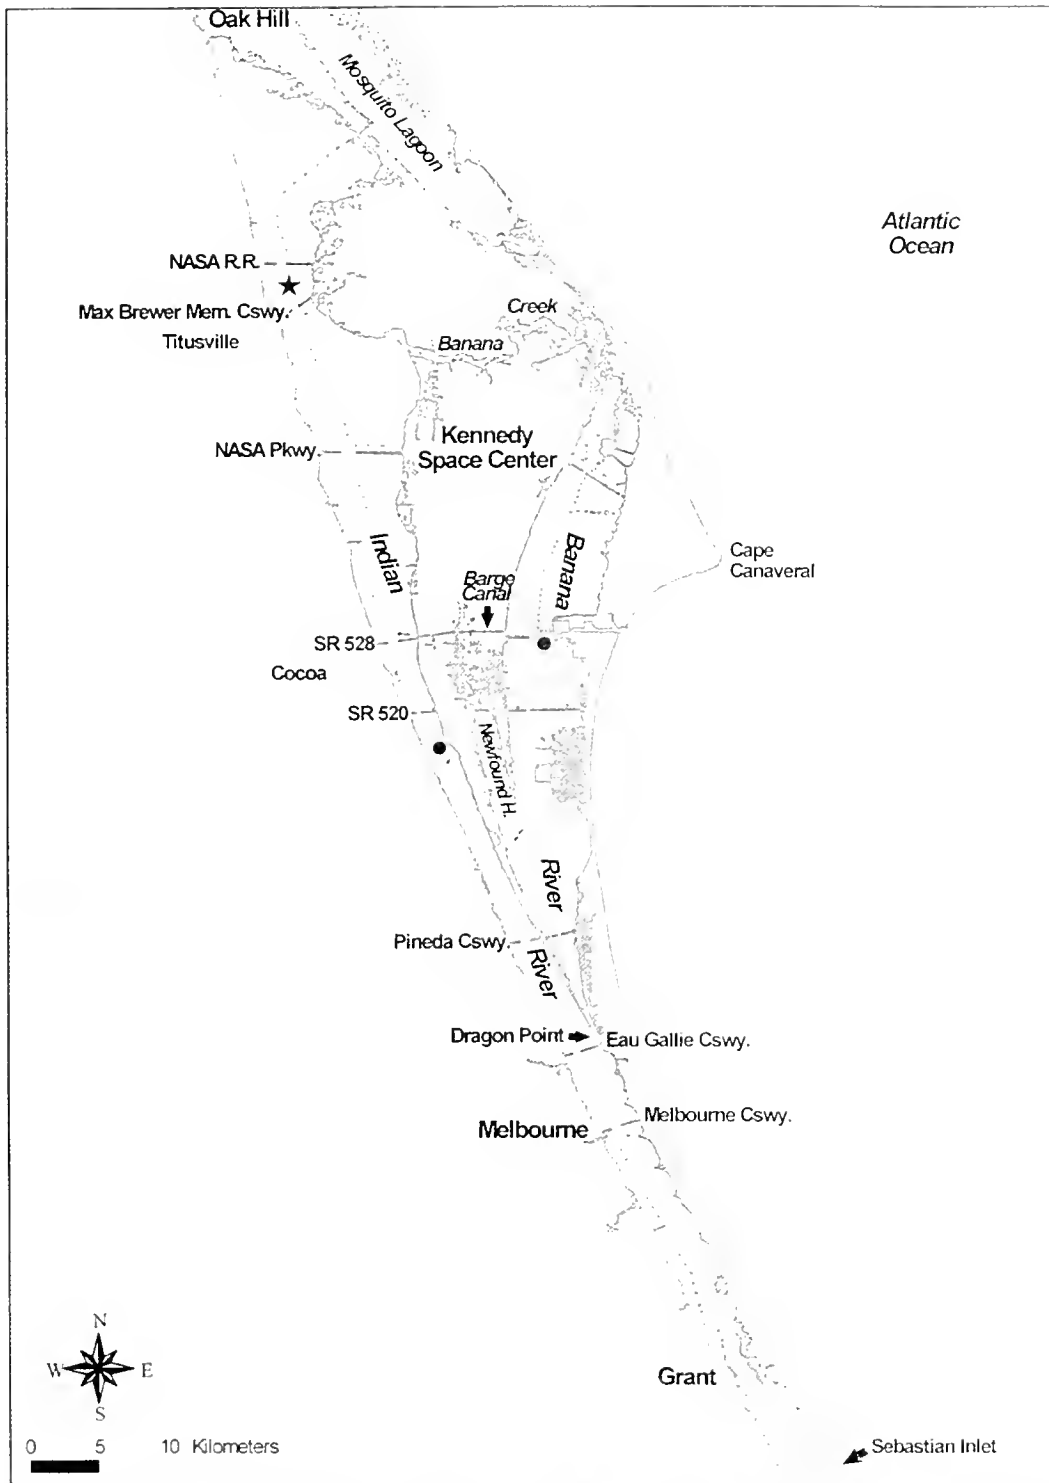 Oak Hill
Mosquito Lagoon
Atlantic
Ocean
NASA R.R.
Max Brewer Mem. Cswy.
Titusville
Creek
Banana
Kennedy
Space Center
NASA Pkwy.
Indian
Banana
Cape
Canaveral
Barge
Canal
SR 528
Cocoa
SR 520
Newfound H.
River
Pineda Cswy.
River
Dragon Point
Eau Gallie Cswy.
Melbourne
Melbourne Cswy.
N
W
E
S
Grant
0 5 10 Kilometers
Sebastian Inlet